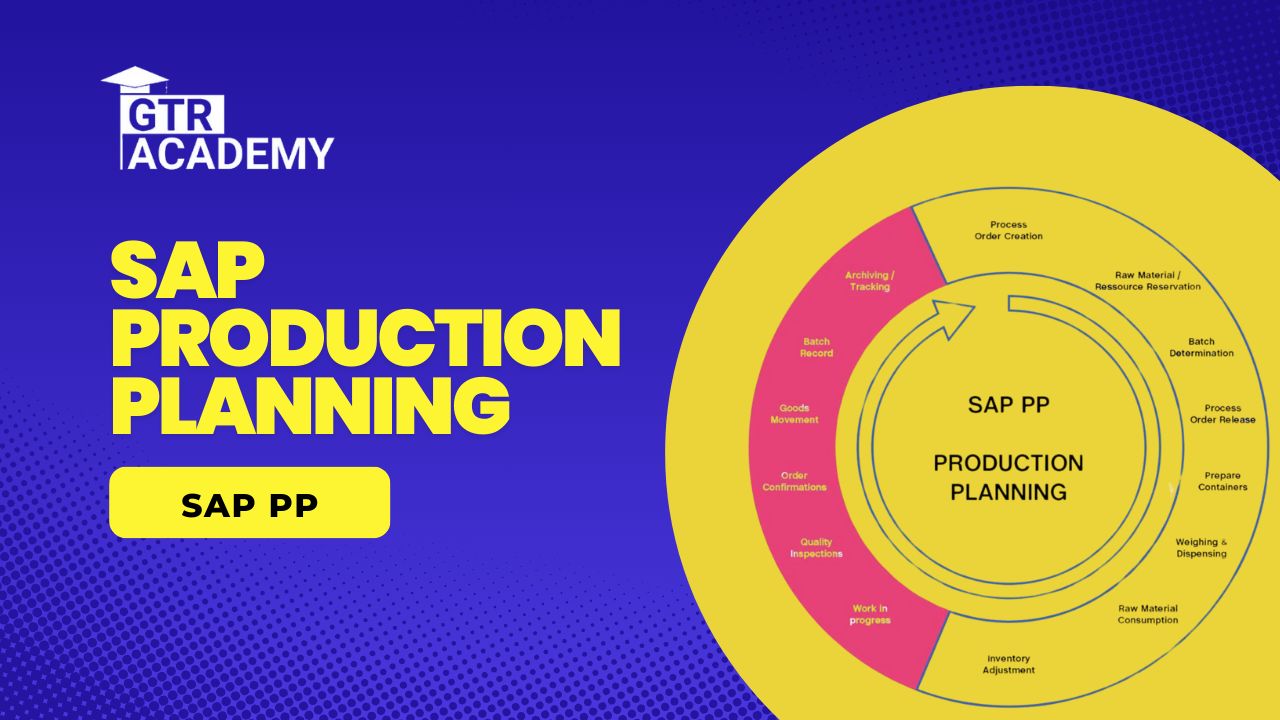 GTR
ACADEMY
SAP
PRODUCTION
PLANNING
SAP PP
Process
Order Creation
Raw Material /
Ressource Reservation
Batch
Determination
Process
Order Release
Prepare
Containers
Weighing &
Dispensing
Raw Material
Consumption
Inventory
Adjustment
Work in
progress
Quality
Inspections
Order
Confirmations
Goods
Movement
Batch
Record
Archiving /
Tracking
SAP PP
PRODUCTION
PLANNING